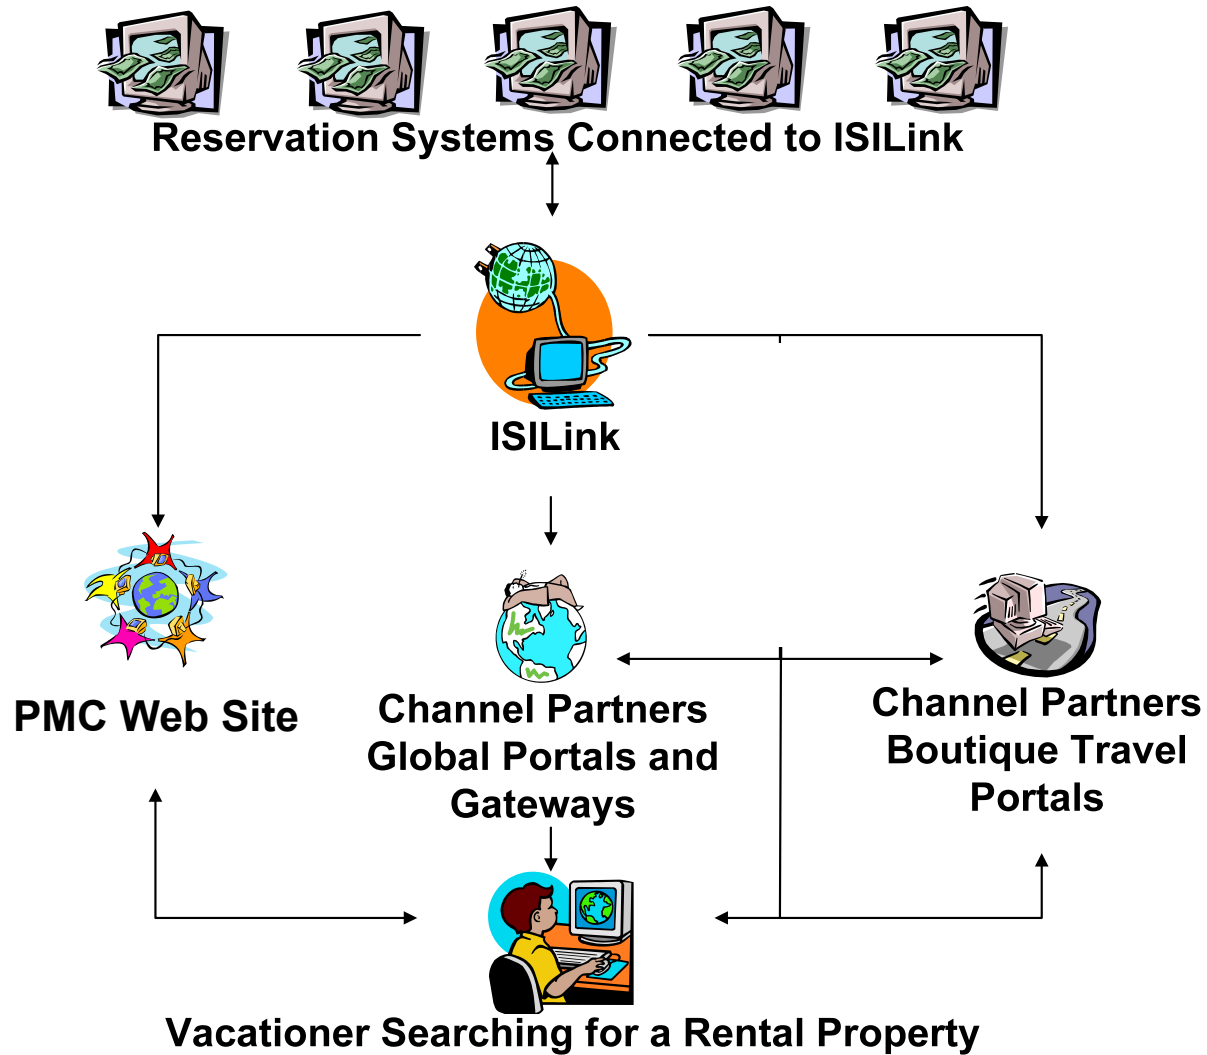 Reservation Systems Connected to ISILink
ISILink
PMC Web Site
Channel Partners
Global Portals and
Gateways
Channel Partners
Boutique Travel
Portals
Vacationer Searching for a Rental Property